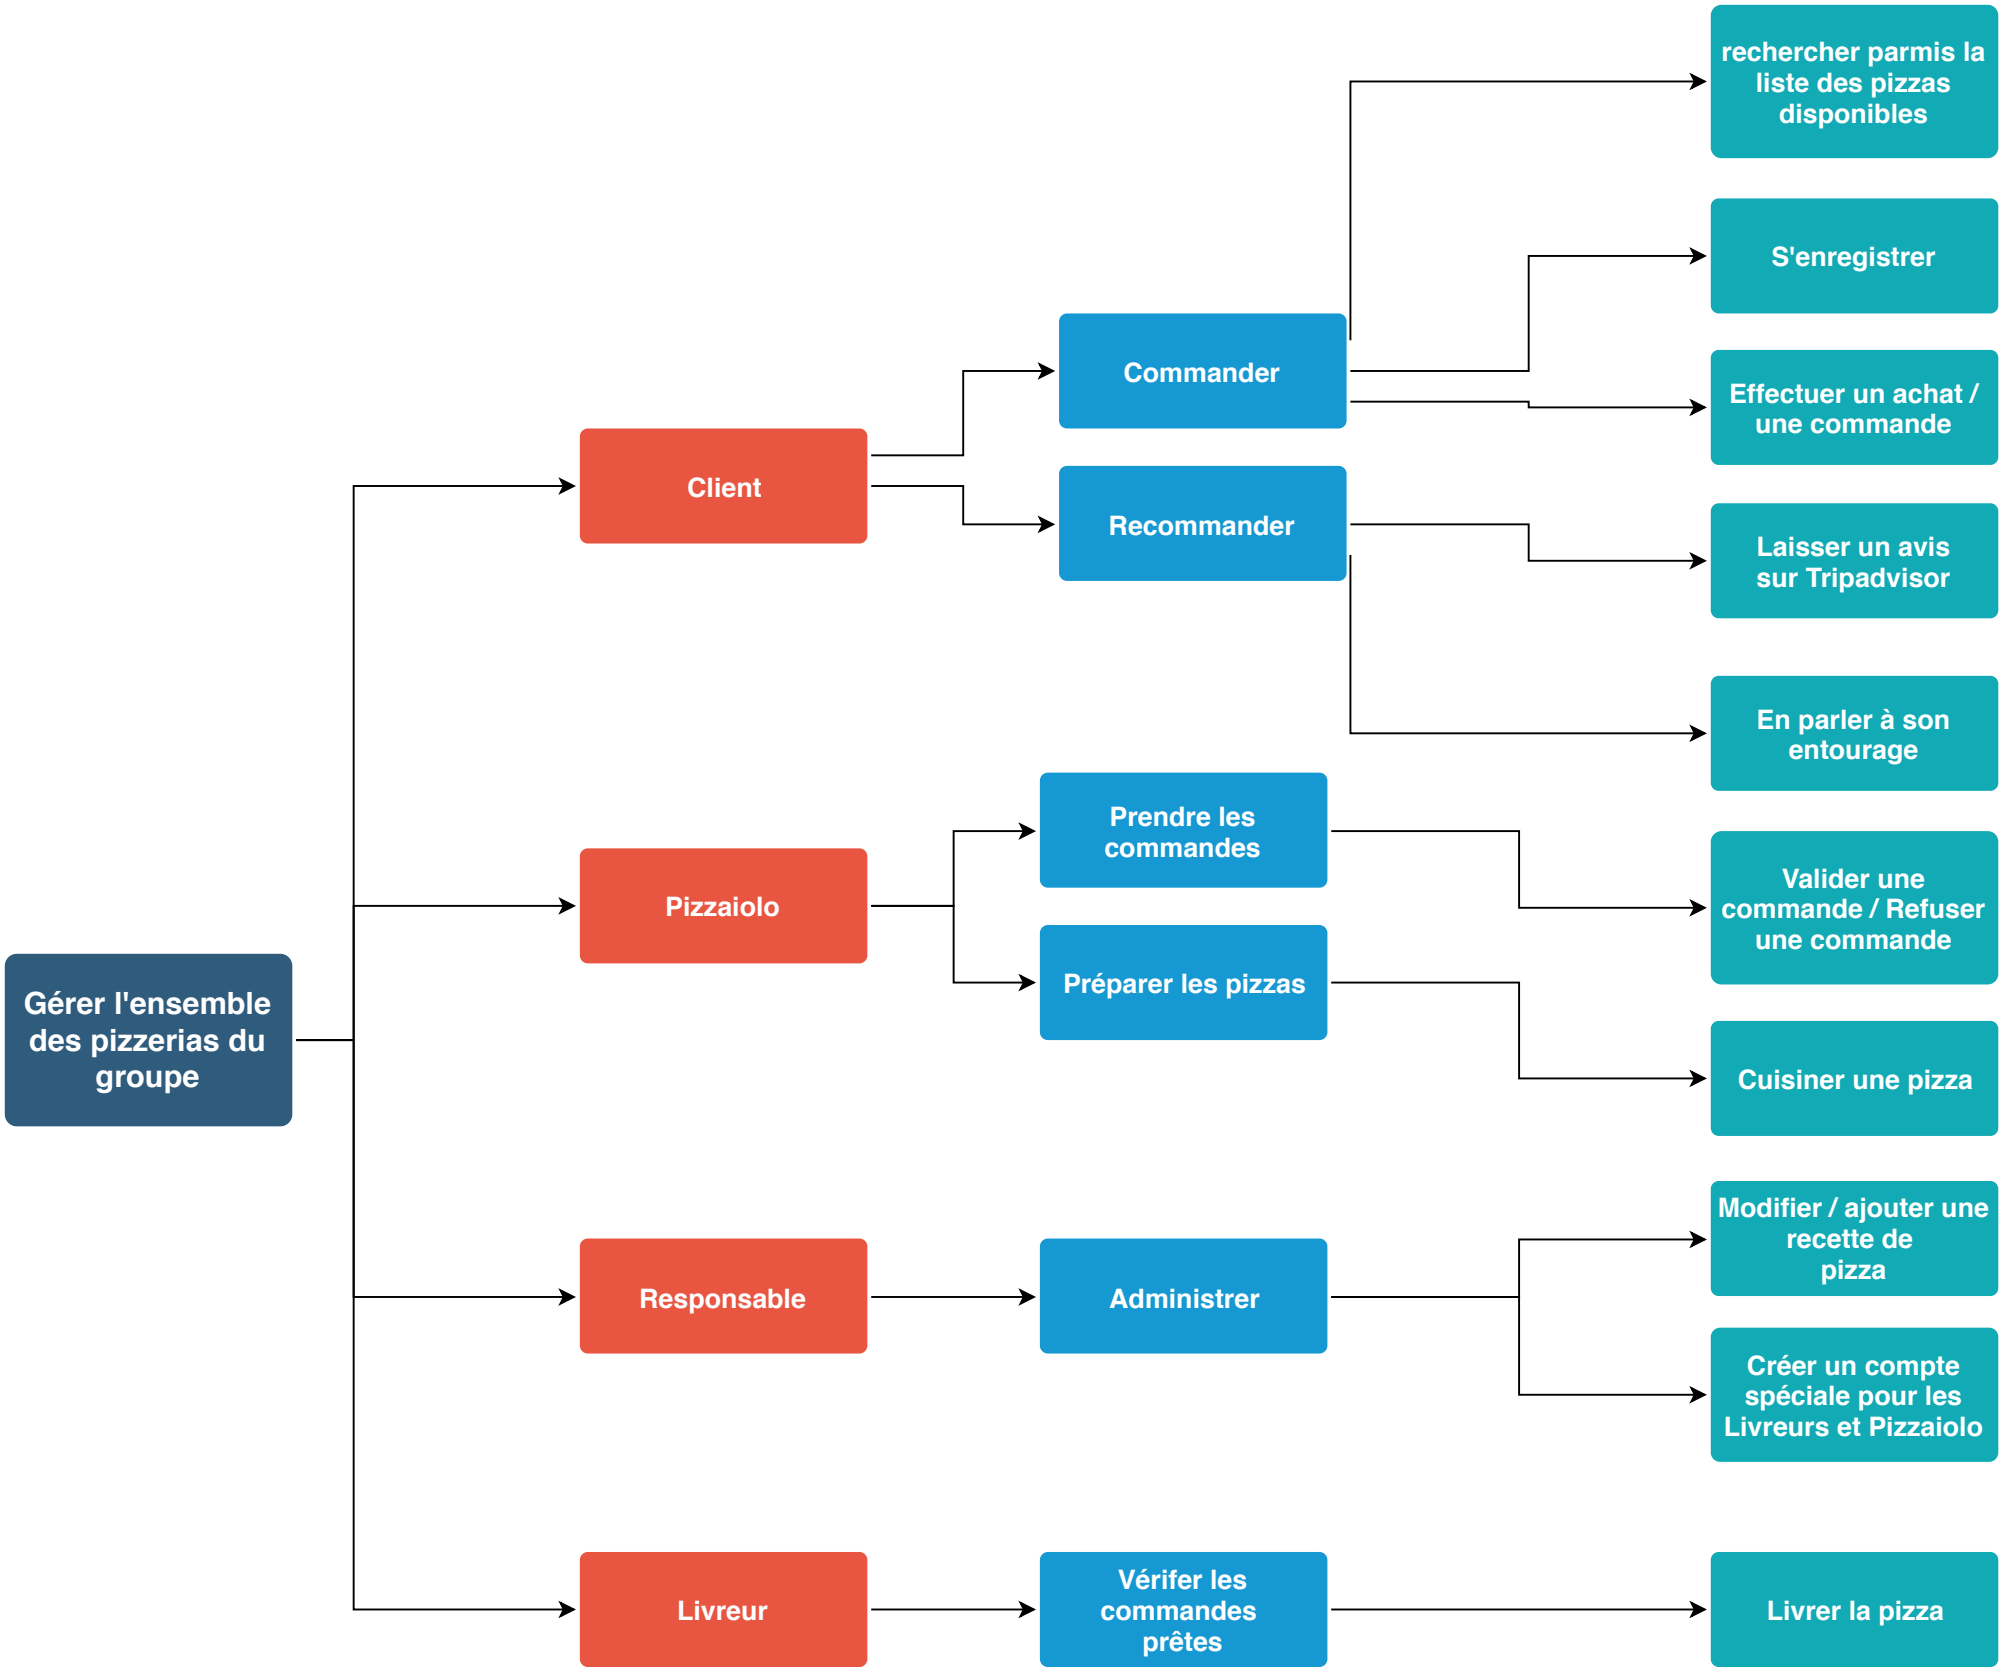 rechercher parmis la
liste des pizzas
disponibles
S'enregistrer
Commander
Effectuer un achat /
une commande
Client
Recommander
Laisser un avis
sur Tripadvisor
En parler à son
entourage
Prendre les
commandes
Pizzaiolo
Valider une
commande / Refuser
une commande
Préparer les pizzas
Gérer l'ensemble
des pizzerias du
groupe
Cuisiner une pizza
Modifier / ajouter une
recette de
pizza
Responsable
Administrer
Créer un compte
spéciale pour les
Livreurs et Pizzaiolo
Livreur
Vérifer les
commandes
prêtes
Livrer la pizza